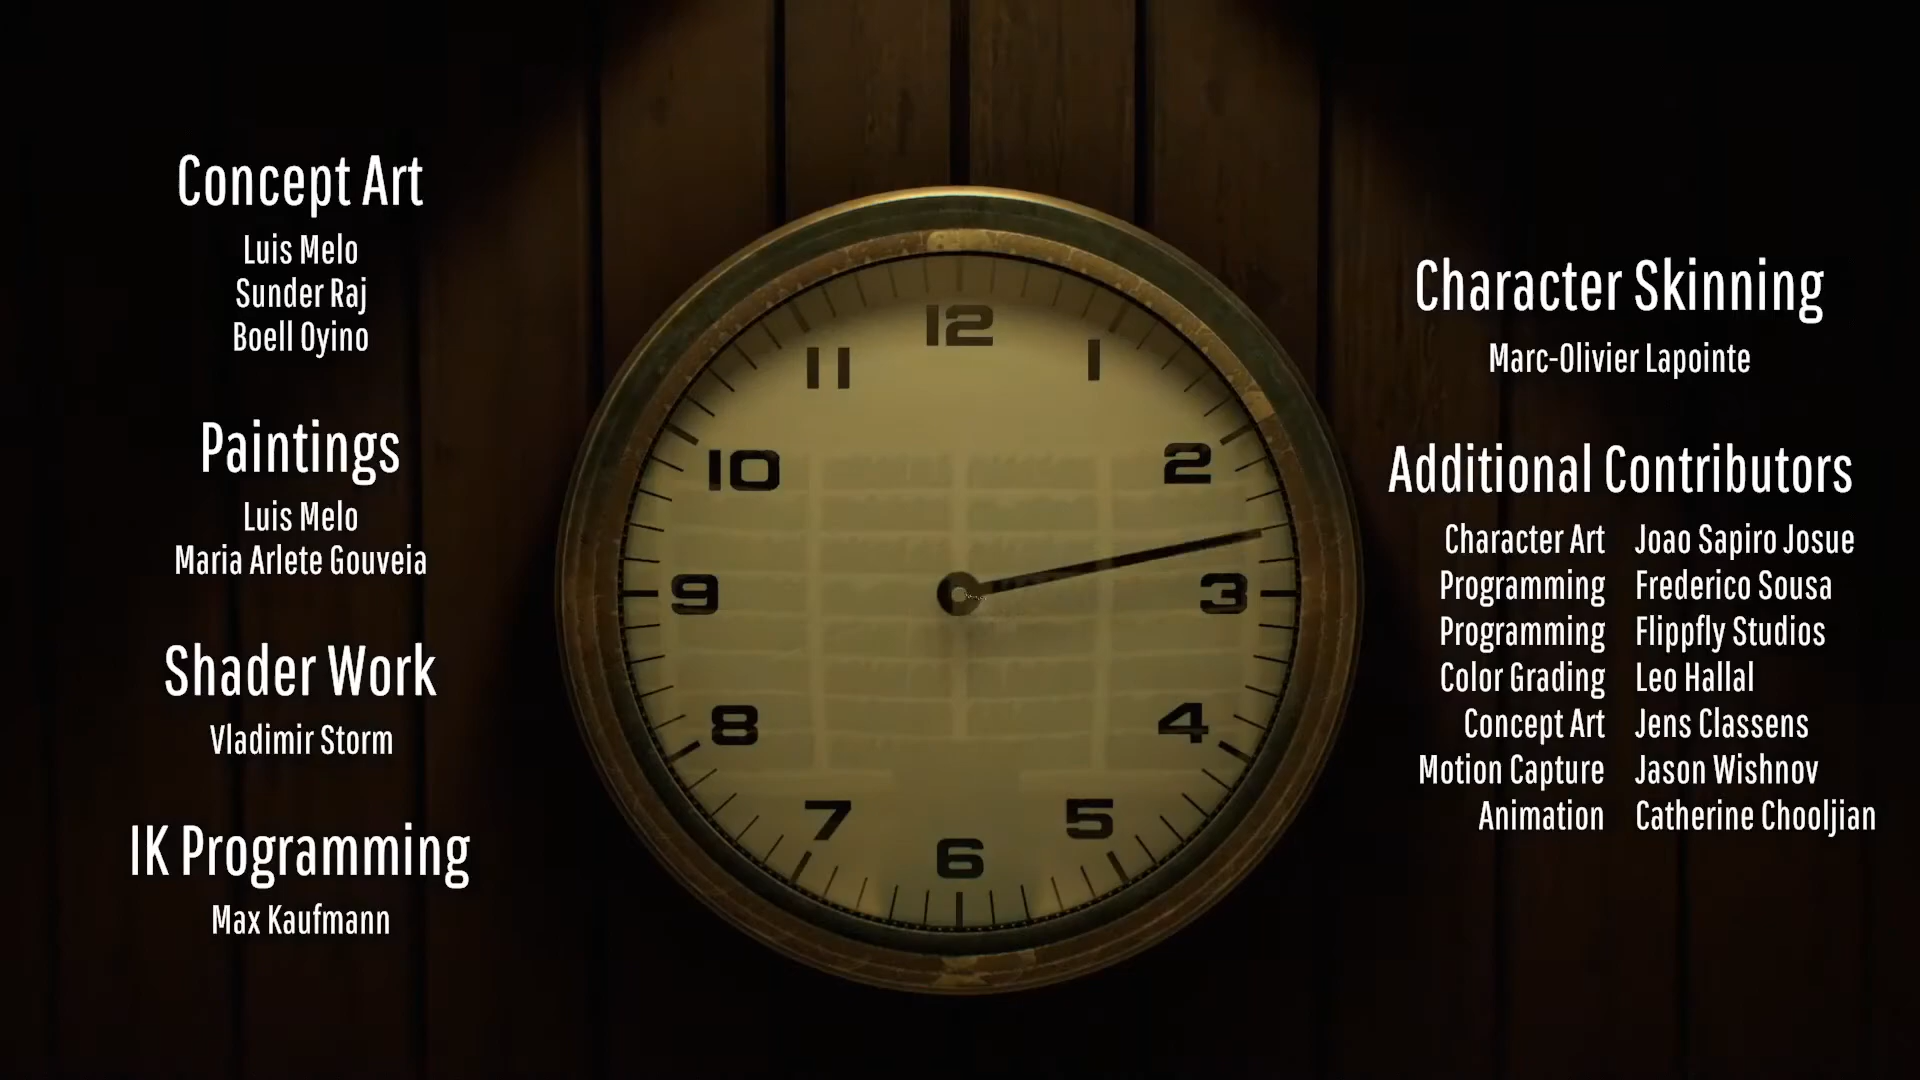 Concept Art
Luis Melo
Sunder Raj
Boell Oyino
Paintings
Luis Melo
Maria Arlete Gouveia
Shader Work
Vladimir Storm
IK Programming
Max Kaufmann
12
1
2
3
4
5
6
7
8
9
10
11
Character Skinning
Marc-Olivier Lapointe
Additional Contributors
Character Art Joao Sapiro Josue
Programming Frederico Sousa
Programming Flippfly Studios
Color Grading Leo Hallal
Concept Art Jens Classens
Motion Capture Jason Wishnov
Animation Catherine Chooljian